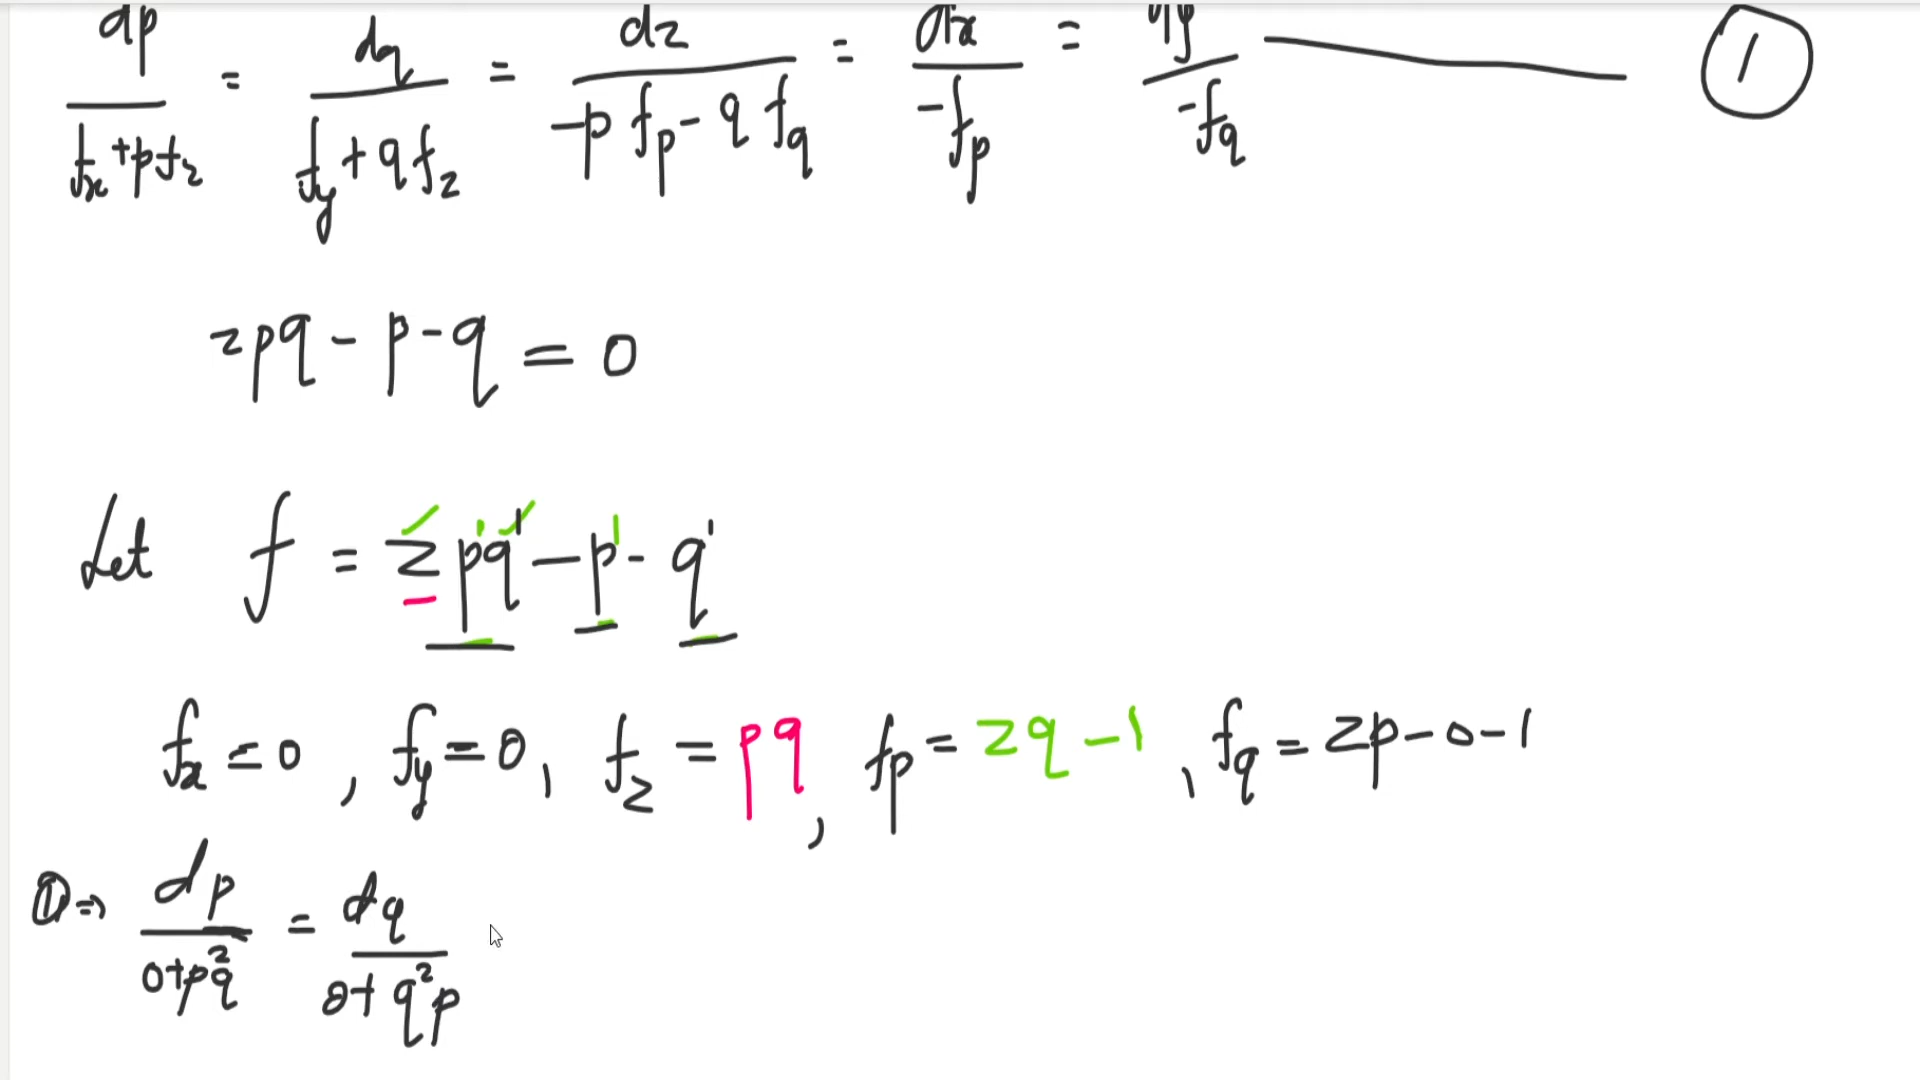 dp/(fx+pfz) = dq/(fy+qfz) = dz/(-pfp-qfq) = dx/-fp = dy/-fq ——— ①
zpq - p - q = 0
Let f = zpq' - p' - q'
fx = 0, fy = 0, fz = pq, fp = zq - 1, fq = zp - 0 - 1
① ⇒ dp/(0+p²q) = dq/(0+q²p)